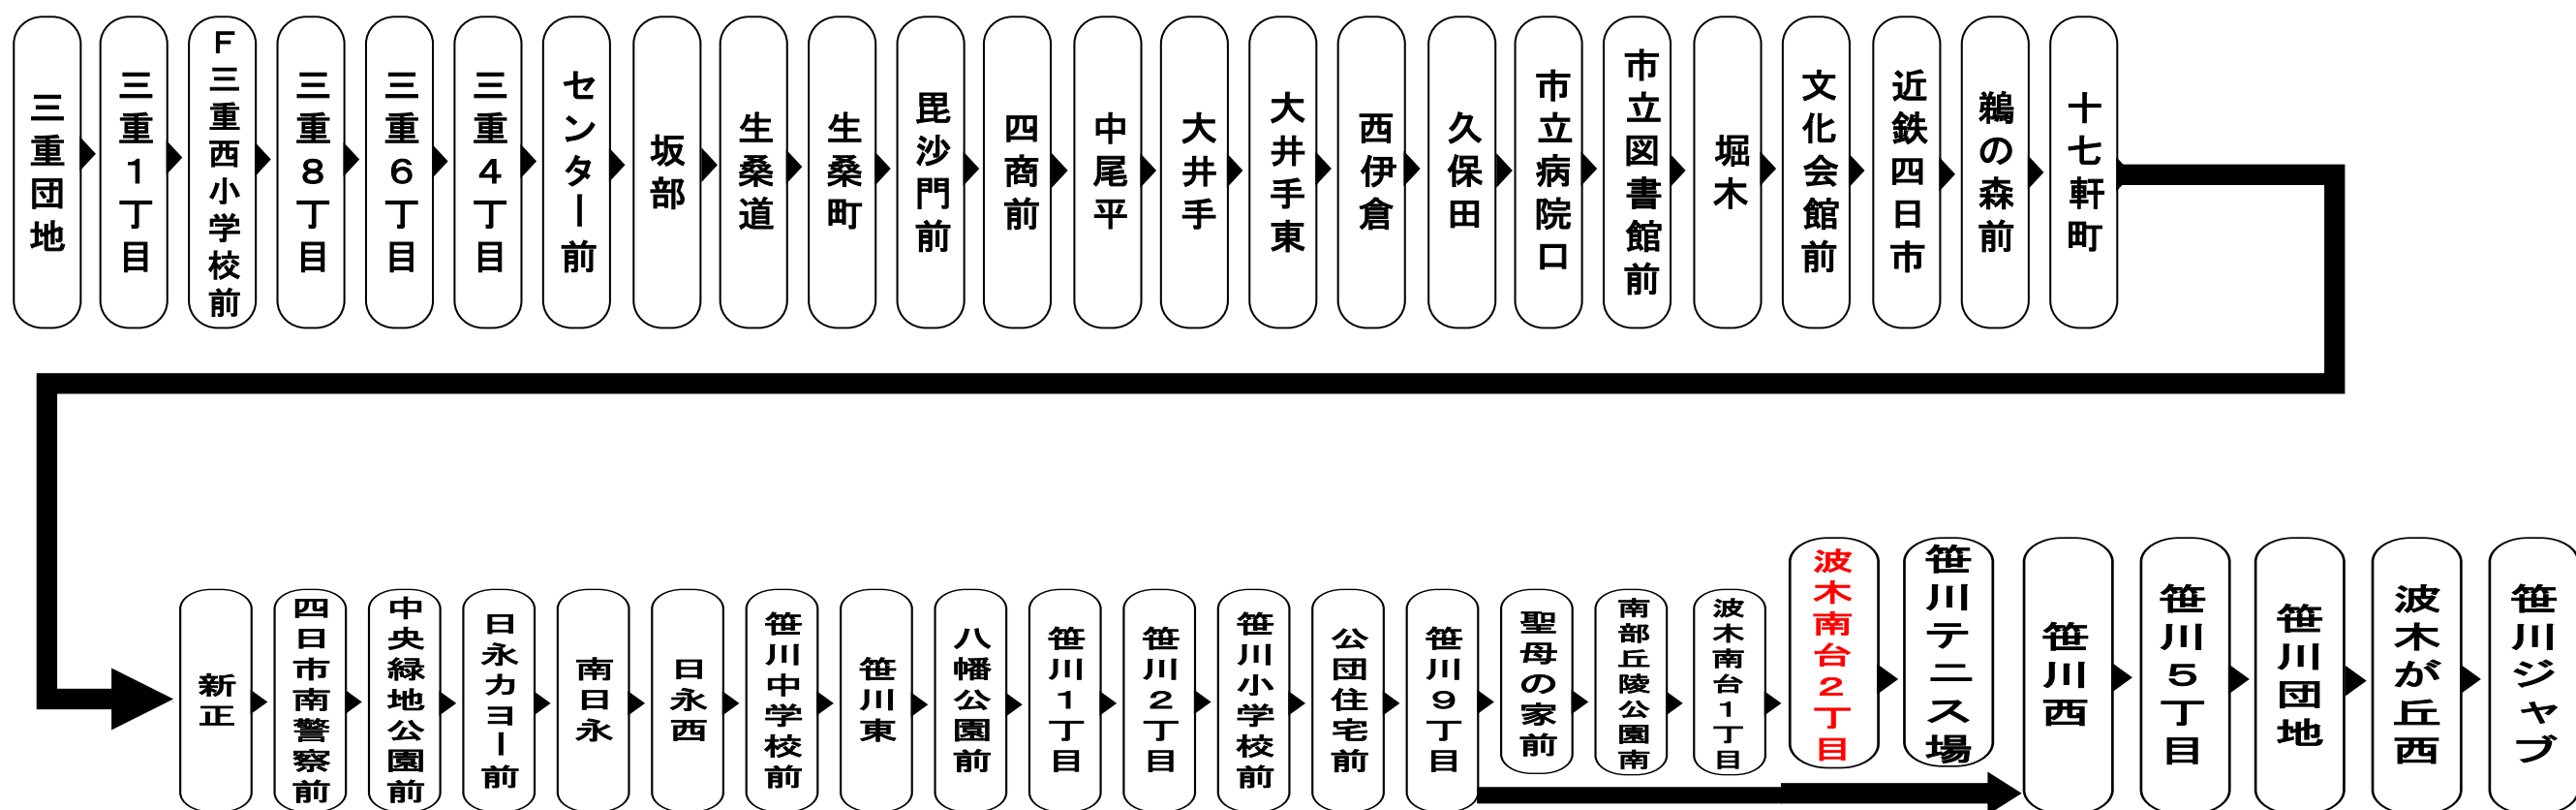 三重団地
三重1丁目
F三重西小学校前
三重8丁目
三重6丁目
三重4丁目
センター前
坂部
生桑道
生桑町
毘沙門前
四商前
中尾平
大井手
大井手東
西伊倉
久保田
市立病院口
市立図書館前
堀木
文化会館前
近鉄四日市
鵜の森前
十七軒町
新正
四日市南警察前
中央緑地公園前
日永カヨー前
南日永
日永西
笹川中学校前
笹川東
八幡公園前
笹川1丁目
笹川2丁目
笹川小学校前
公団住宅前
笹川9丁目
聖母の家前
南部丘陵公園南
波木南台1丁目
波木南台2丁目
笹川テニス場
笹川西
笹川5丁目
笹川団地
波木が丘西
笹川ジャブ